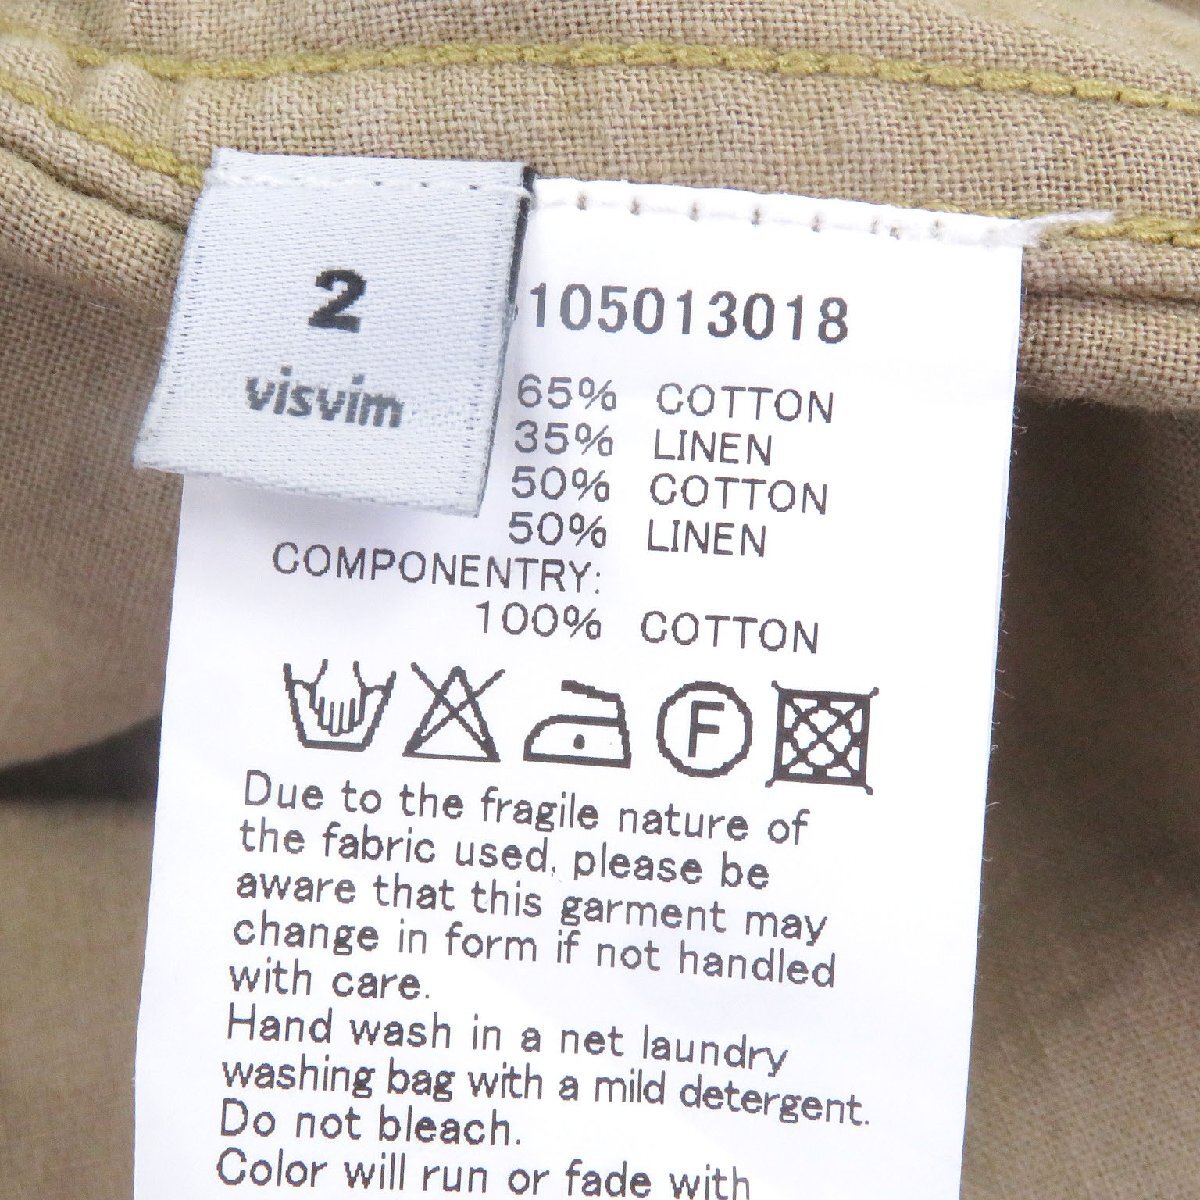 2
visvim
105013018
65% COTTON
35% LINEN
50% COTTON
50% LINEN
COMPONENTRY:
100% COTTON
F
Due to the fragile nature of
the fabric used, please be
aware that this garment may
change in form if not handled
with care.
Hand wash in a net laundry
washing bag with a mild detergent.
Do not bleach.
Color will run or fade with